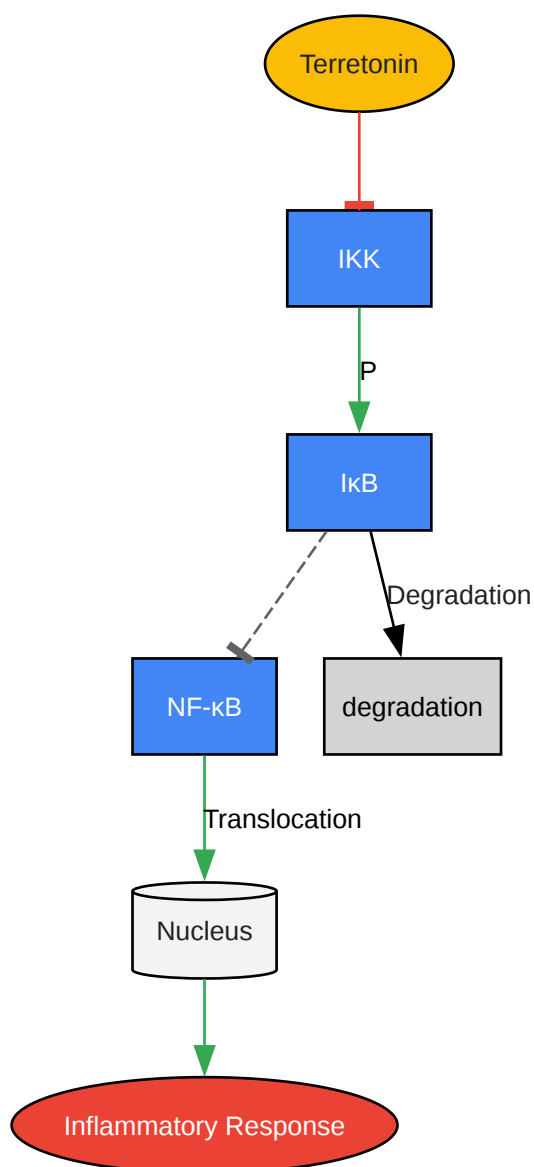 Terretonin
IKK
P
IκB
Degradation
NF-κB
degradation
Translocation
Nucleus
Inflammatory Response